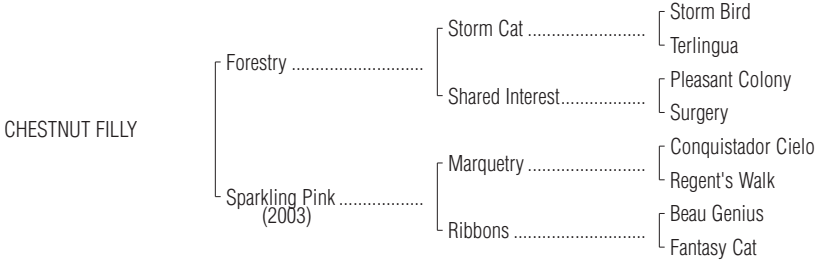 Storm Bird
Storm Cat ..........................
Terlingua
Forestry .............................
Pleasant Colony
Shared Interest...................
Surgery
CHESTNUT FILLY
Conquistador Cielo
Marquetry ..........................
Regent's Walk
Sparkling Pink ...................
(2003)
Beau Genius
Ribbons .............................
Fantasy Cat